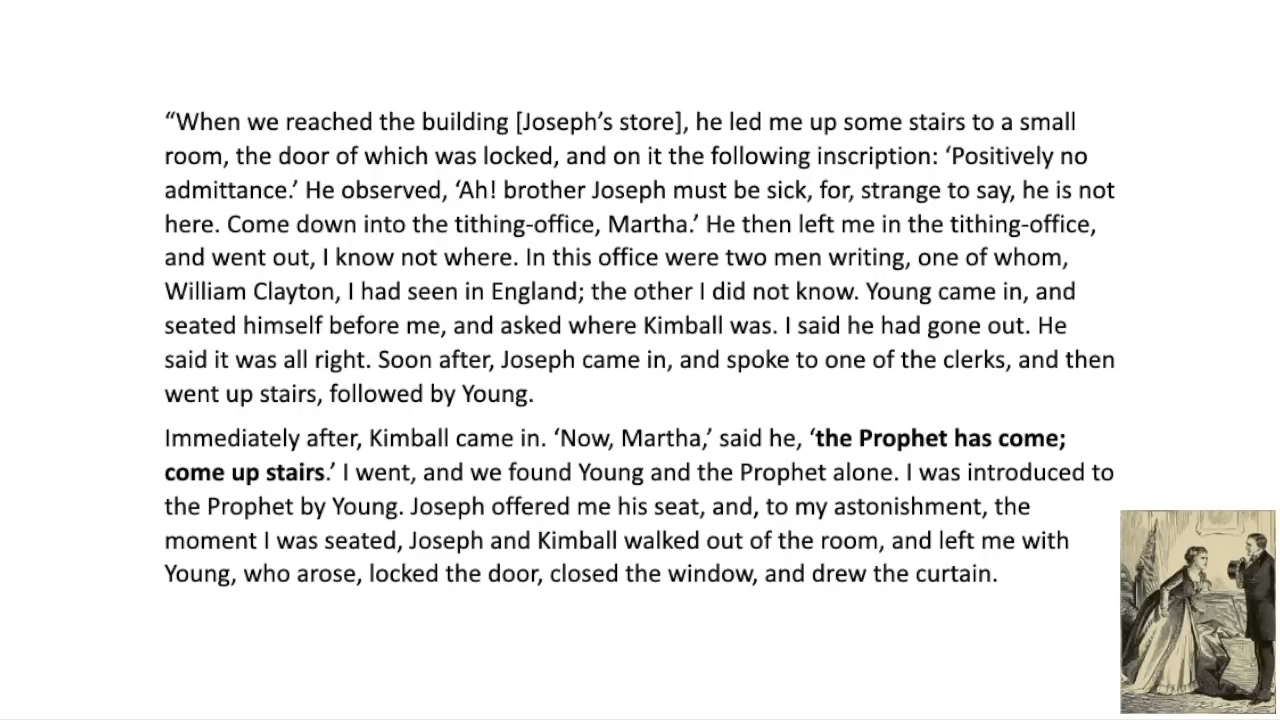 “When we reached the building [Joseph’s store], he led me up some stairs to a small
room, the door of which was locked, and on it the following inscription: ‘Positively no
admittance.’ He observed, ‘Ah! brother Joseph must be sick, for, strange to say, he is not
here. Come down into the tithing-office, Martha.’ He then left me in the tithing-office,
and went out, I know not where. In this office were two men writing, one of whom,
William Clayton, I had seen in England; the other I did not know. Young came in, and
seated himself before me, and asked where Kimball was. I said he had gone out. He
said it was all right. Soon after, Joseph came in, and spoke to one of the clerks, and then
went up stairs, followed by Young.
Immediately after, Kimball came in. ‘Now, Martha,’ said he, ‘the Prophet has come;
come up stairs.’ I went, and we found Young and the Prophet alone. I was introduced to
the Prophet by Young. Joseph offered me his seat, and, to my astonishment, the
moment I was seated, Joseph and Kimball walked out of the room, and left me with
Young, who arose, locked the door, closed the window, and drew the curtain.